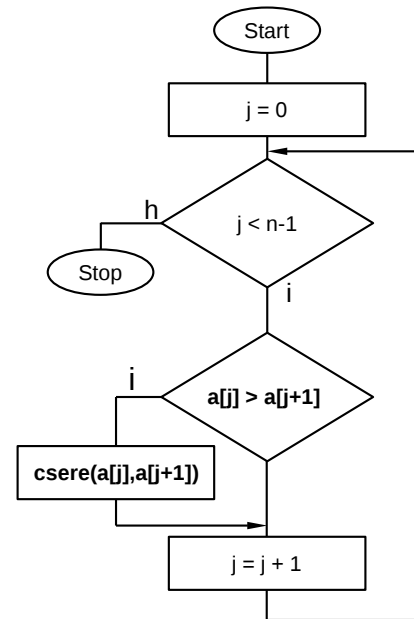 Start
j = 0
j < n-1
h
Stop
i
a[j] > a[j+1]
i
csere(a[j],a[j+1])
j = j + 1